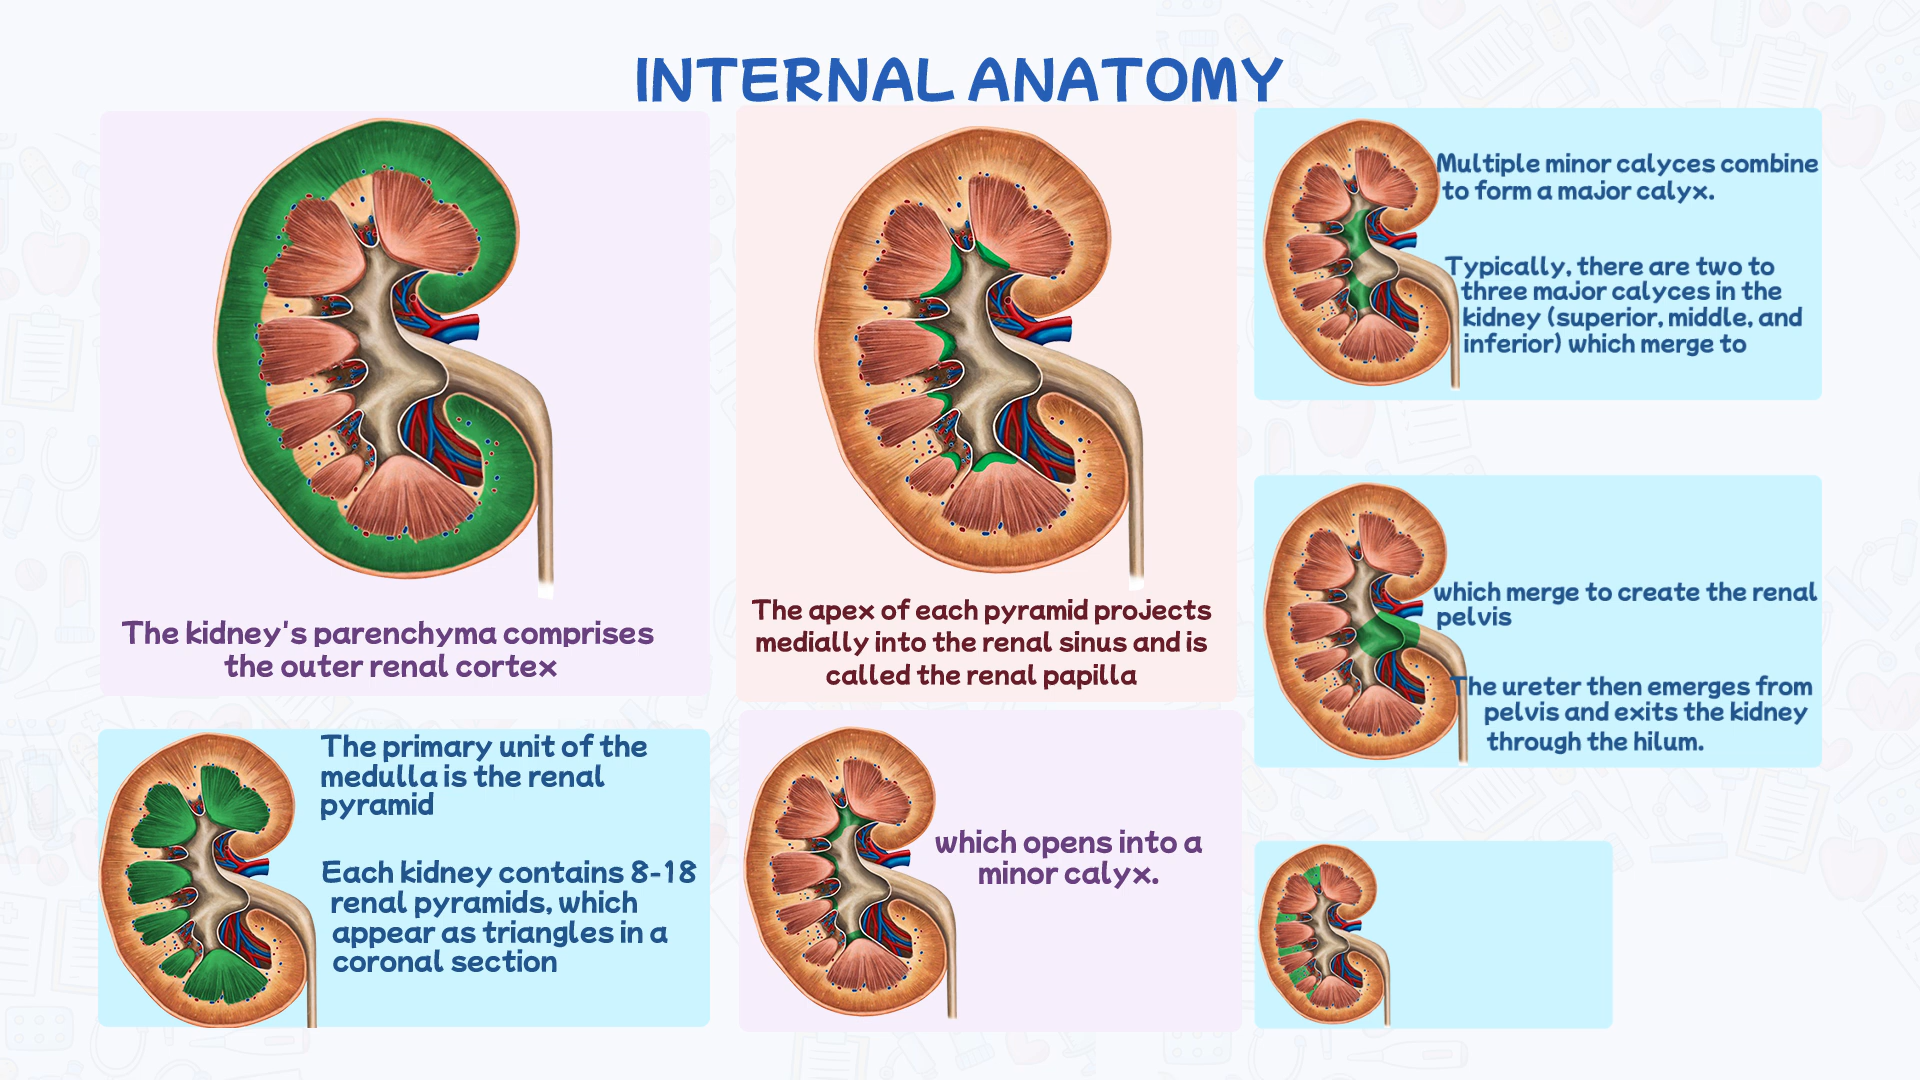 INTERNAL ANATOMY
The kidney's parenchyma comprises
the outer renal cortex
The primary unit of the
medulla is the renal
pyramid
Each kidney contains 8-18
renal pyramids, which
appear as triangles in a
coronal section
The apex of each pyramid projects
medially into the renal sinus and is
called the renal papilla
which opens into a
minor calyx.
Multiple minor calyces combine
to form a major calyx.
Typically, there are two to
three major calyces in the
kidney (superior, middle, and
inferior) which merge to
which merge to create the renal
pelvis
The ureter then emerges from
pelvis and exits the kidney
through the hilum.